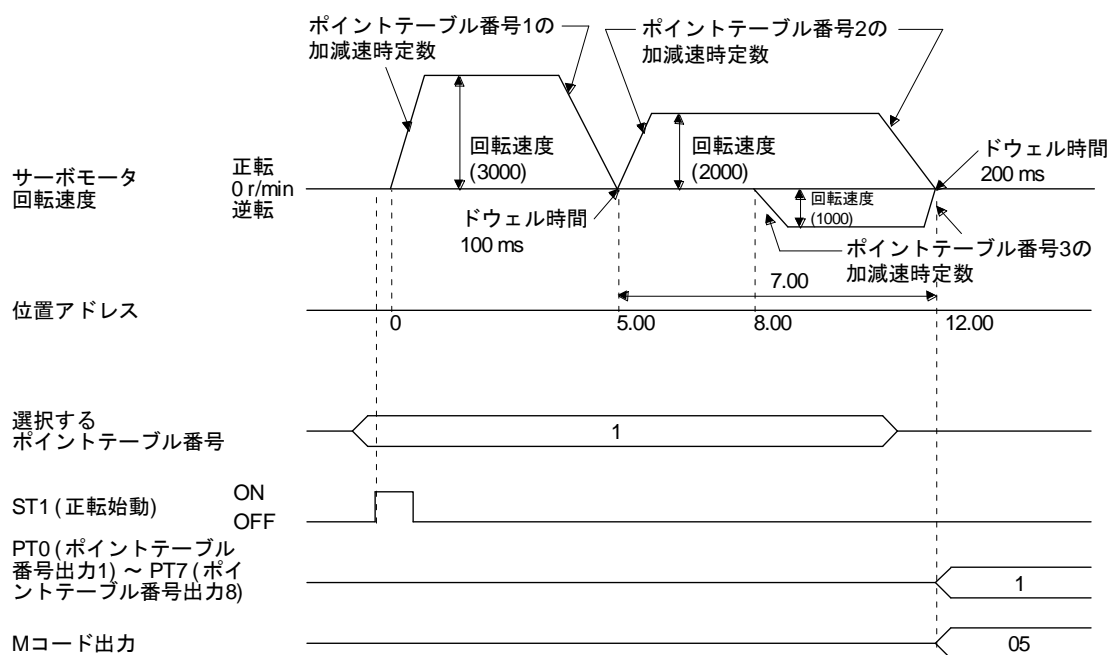 ポイントテーブル番号1の
加減速時定数
ポイントテーブル番号2の
加減速時定数
サーボモータ
回転速度
正転
0 r/min
逆転
回転速度
(3000)
回転速度
(2000)
ドウェル時間
200 ms
ドウェル時間
100 ms
回転速度
(1000)
ポイントテーブル番号3の
加減速時定数
7.00
位置アドレス
0
5.00
8.00
12.00
選択する
ポイントテーブル番号
1
ST1 (正転始動)
ON
OFF
PT0 (ポイントテーブル
番号出力1) ~ PT7 (ポイ
ントテーブル番号出力8)
1
Mコード出力
05